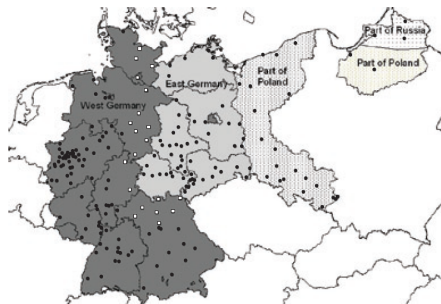 Part of Russia
East Germany
Part of
Poland
Part of Poland
West Germany